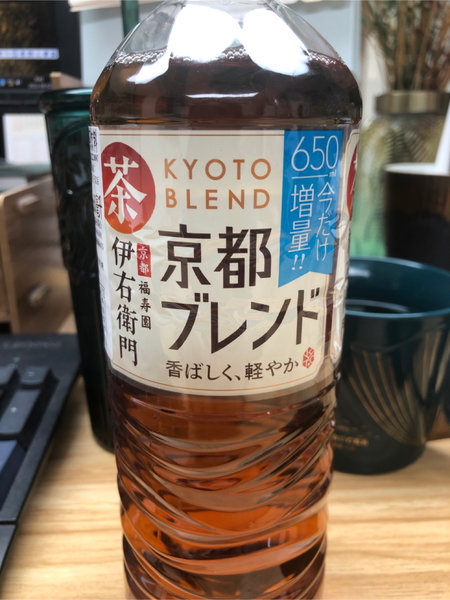 茶
京都
福寿園
伊右衛門
KYOTO
BLEND
京都
ブレンド
香ばしく、軽やか
650ml
今だけ
増量!!